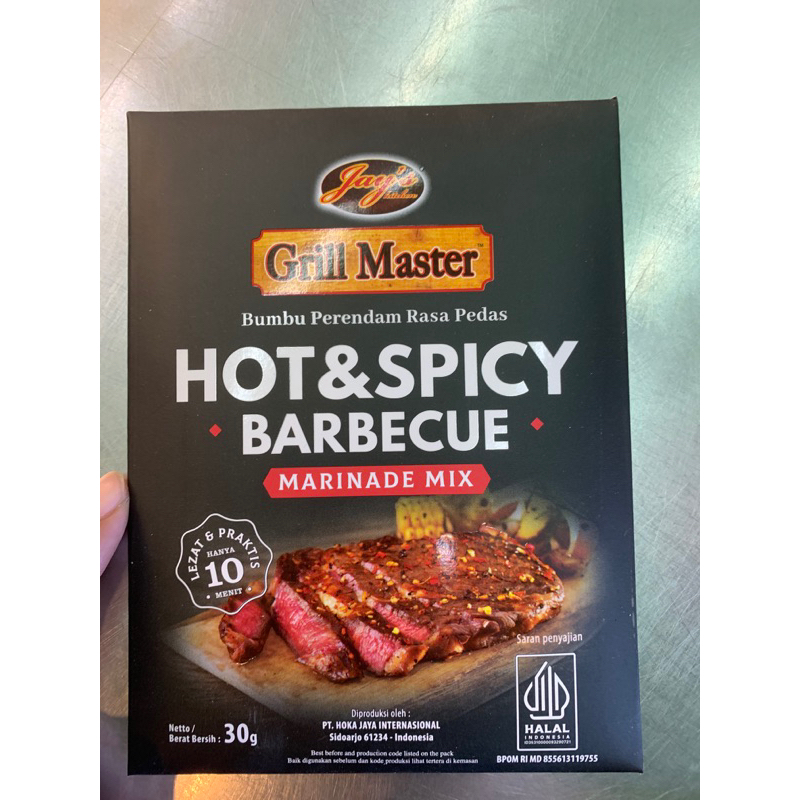 Jay's
kitchen
Grill Master™
Bumbu Perendam Rasa Pedas
HOT&SPICY
BARBECUE
MARINADE MIX
LEZAT & PRAKTIS
HANYA
10
MENIT
Saran penyajian
HALAL
INDONESIA
Netto /
Berat Bersih : 30g
Diproduksi oleh :
PT. HOKA JAYA INTERNASIONAL
Sidoarjo 61234 - Indonesia
Best before and production code listed on the pack
Baik digunakan sebelum dan kode produksi lihat tertera di kemasan
BPOM RI MD 855613119755